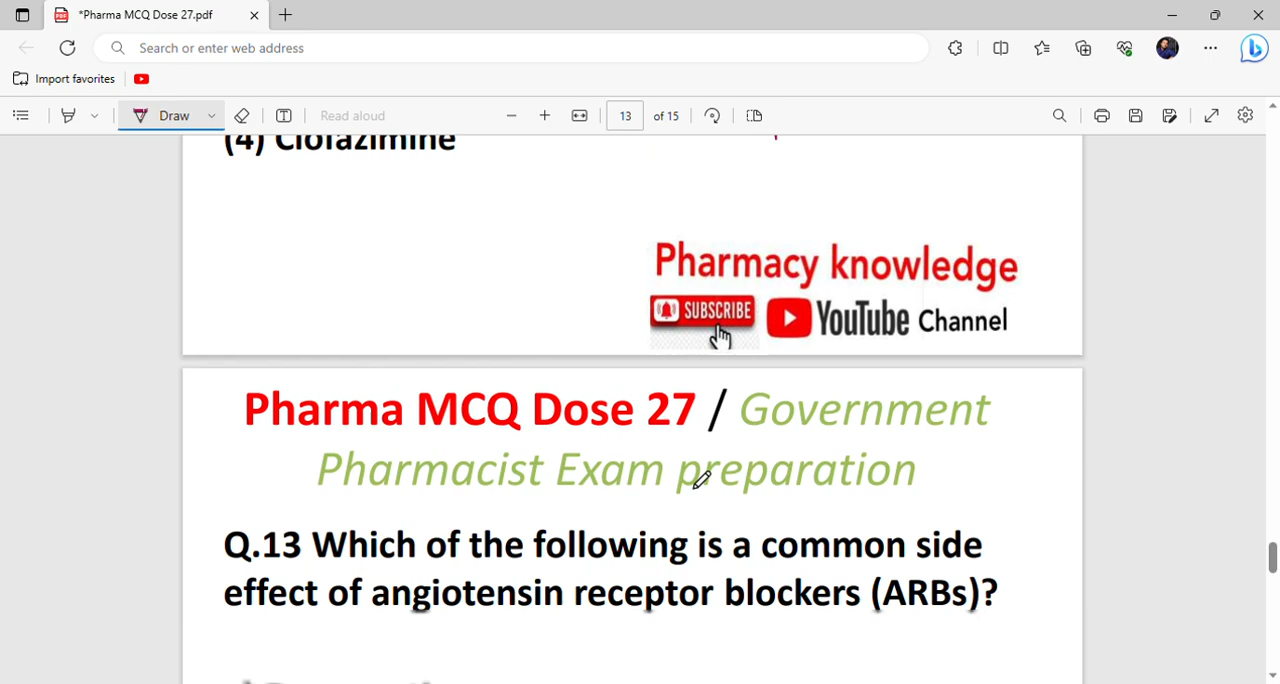 *Pharma MCQ Dose 27.pdf
Search or enter web address
Import favorites
Draw
Read aloud
13
of 15
(4) Clofazimine
Pharmacy knowledge
SUBSCRIBE YouTube Channel
Pharma MCQ Dose 27 / Government
Pharmacist Exam preparation
Q.13 Which of the following is a common side
effect of angiotensin receptor blockers (ARBs)?